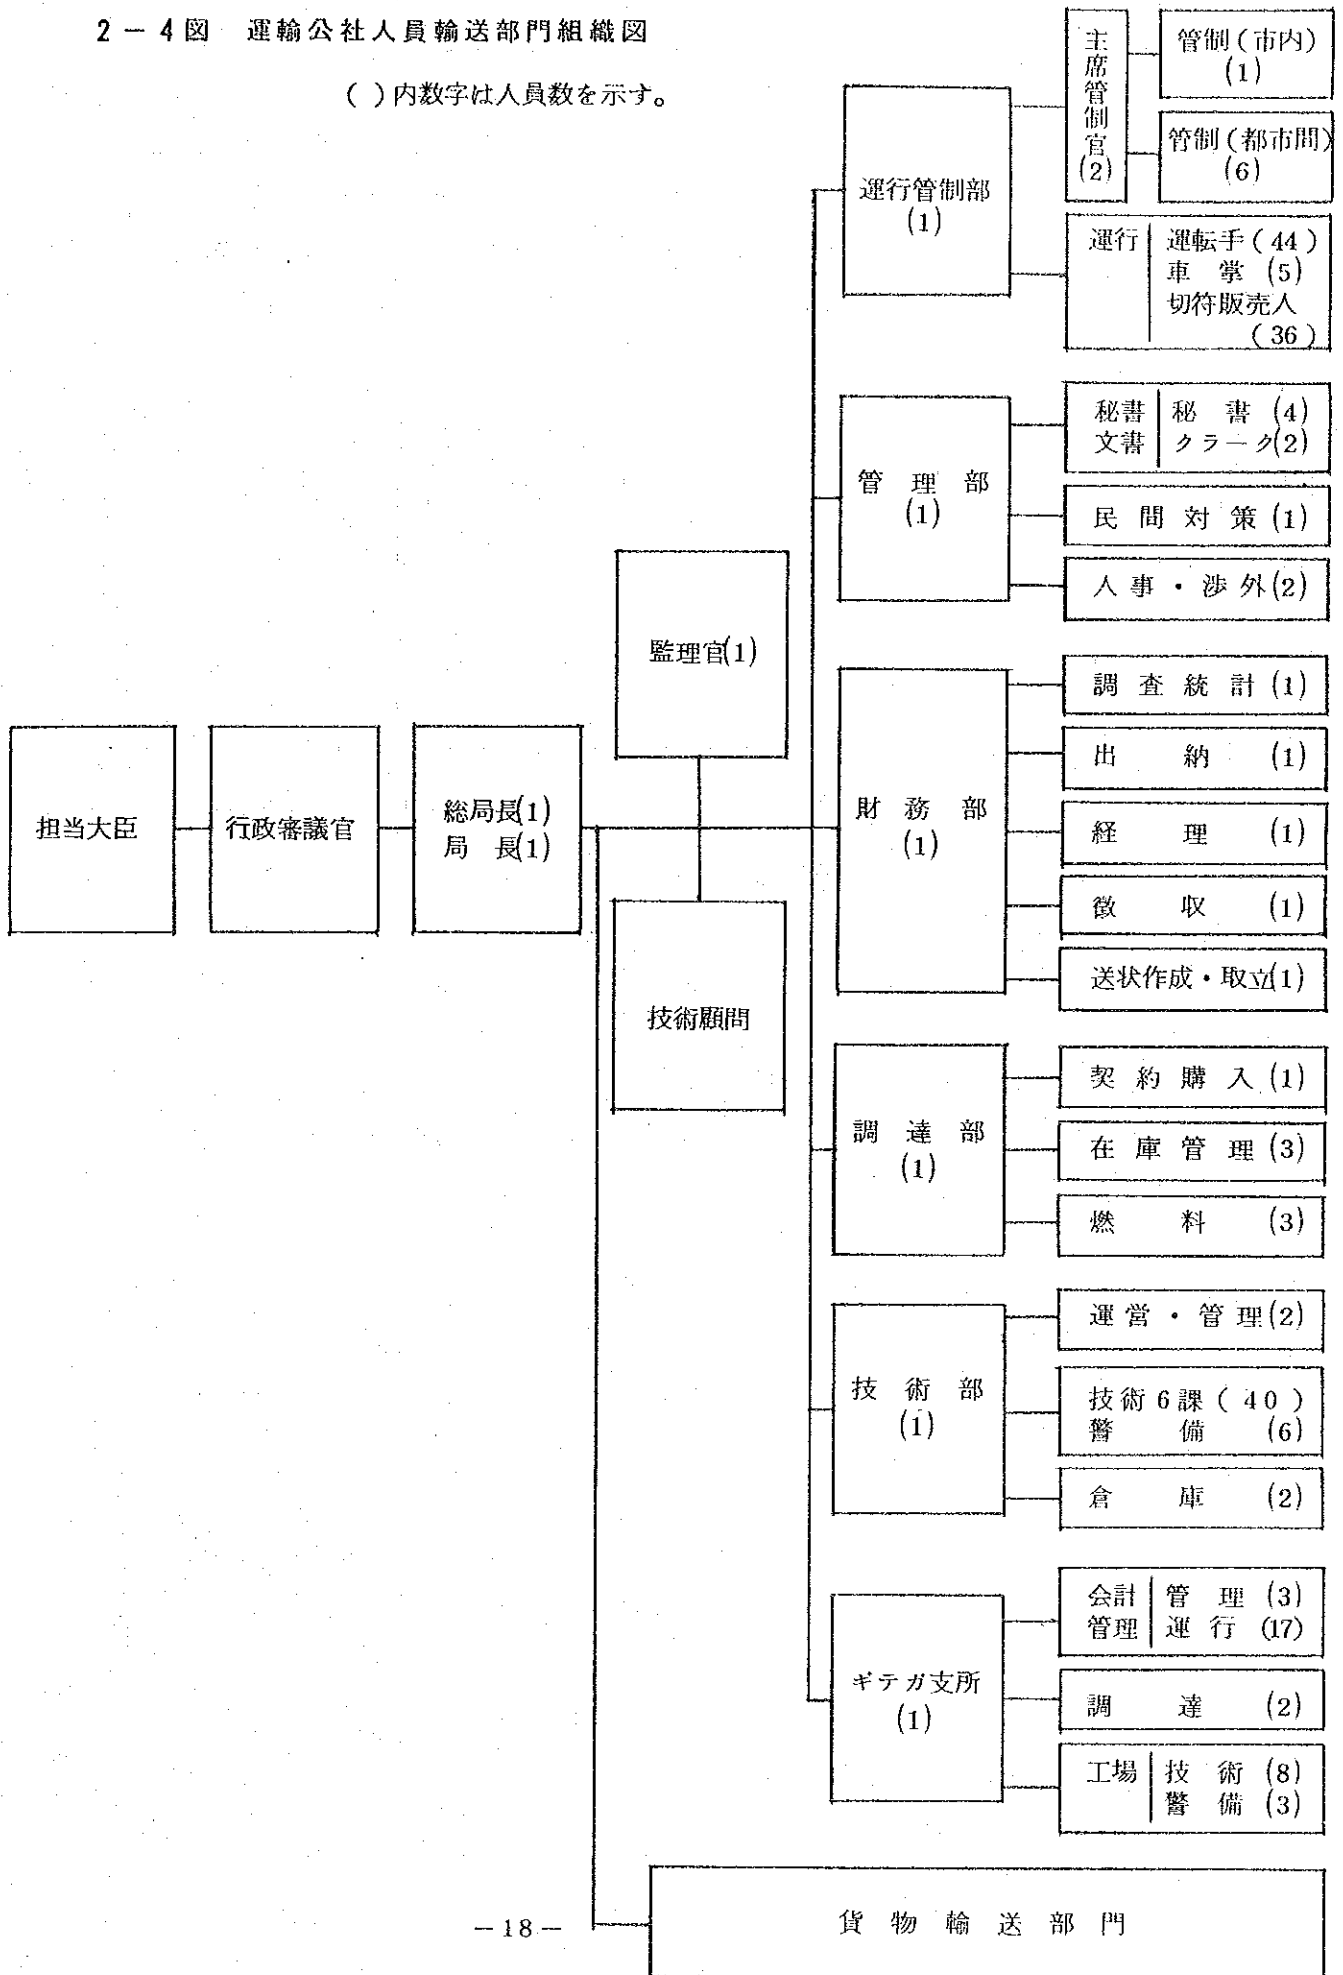 2－4図　運輸公社人員輸送部門組織図
（　）内数字は人員数を示す。
担当大臣
行政審議官
総局長(1)
局　長(1)
監理官(1)
技術顧問
運行管制部
(1)
主席管制官
(2)
管制(市内)
(1)
管制(都市間)
(6)
運行
運転手(44)
車　掌(5)
切符販売人
(36)
管　理　部
(1)
秘書
文書
秘　書(4)
クラーク(2)
民間対策(1)
人事・渉外(2)
財　務　部
(1)
調査統計(1)
出　納(1)
経　理(1)
徴　収(1)
送状作成・取立(1)
調　達　部
(1)
契約購入(1)
在庫管理(3)
燃　料(3)
技　術　部
(1)
運営・管理(2)
技術6課(40)
警　備(6)
倉　庫(2)
ギテガ支所
(1)
会計
管理
管　理(3)
運　行(17)
調　達(2)
工場
技　術(8)
警　備(3)
貨物輸送部門
－18－